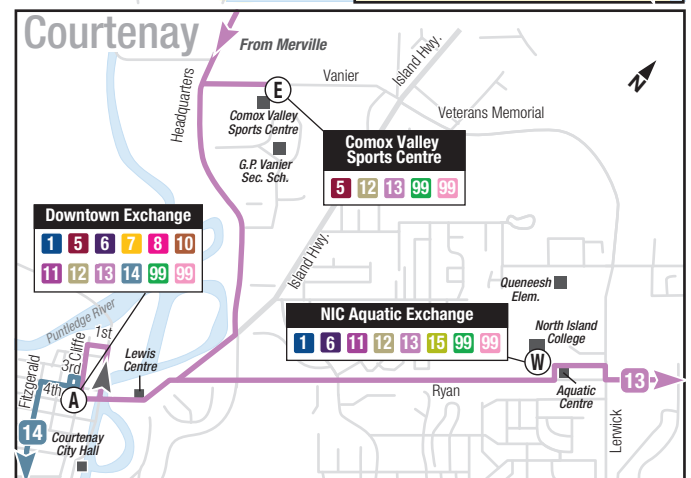 Courtenay
From Merville
Headquarters
Vanier
Island Hwy.
N
E
Comox Valley
Sports Centre
Veterans Memorial
G.P. Vanier
Sec. Sch.
Comox Valley
Sports Centre
5 12 13 99 99
Downtown Exchange
1 5 6 7 8 10
11 12 13 14 99 99
Island Hwy.
Queneesh
Elem.
NIC Aquatic Exchange
1 6 11 12 13 15 99 99
North Island
College
Puntledge River
1st
Cliffe
3rd
4th
Fitzgerald
Lewis
Centre
A
W
Ryan
Aquatic
Centre
13
Lerwick
14
Courtenay
City Hall